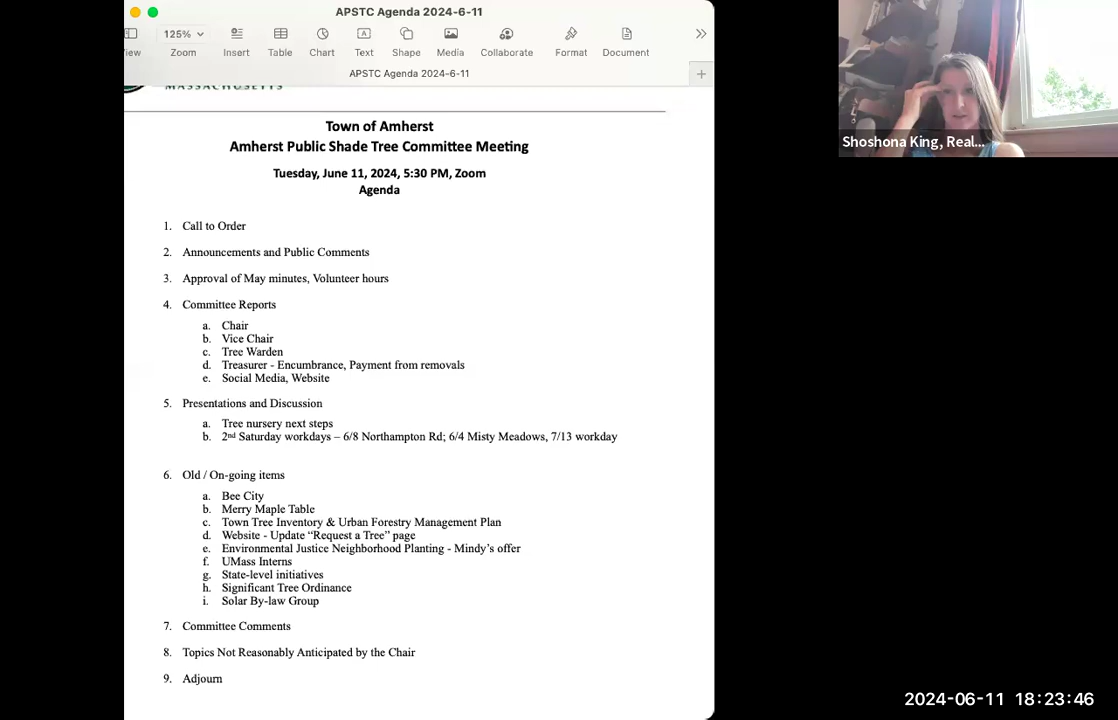 APSTC Agenda 2024-6-11
125%
View Zoom Insert Table Chart Text Shape Media Collaborate Format Document
APSTC Agenda 2024-6-11
MASSACHUSETTS
Town of Amherst
Amherst Public Shade Tree Committee Meeting
Tuesday, June 11, 2024, 5:30 PM, Zoom
Agenda
1. Call to Order
2. Announcements and Public Comments
3. Approval of May minutes, Volunteer hours
4. Committee Reports
a. Chair
b. Vice Chair
c. Tree Warden
d. Treasurer - Encumbrance, Payment from removals
e. Social Media, Website
5. Presentations and Discussion
a. Tree nursery next steps
b. 2nd Saturday workdays – 6/8 Northampton Rd; 6/4 Misty Meadows, 7/13 workday
6. Old / On-going items
a. Bee City
b. Merry Maple Table
c. Town Tree Inventory & Urban Forestry Management Plan
d. Website - Update “Request a Tree” page
e. Environmental Justice Neighborhood Planting - Mindy’s offer
f. UMass Interns
g. State-level initiatives
h. Significant Tree Ordinance
i. Solar By-law Group
7. Committee Comments
8. Topics Not Reasonably Anticipated by the Chair
9. Adjourn
Shoshona King, Real...
2024-06-11 18:23:46